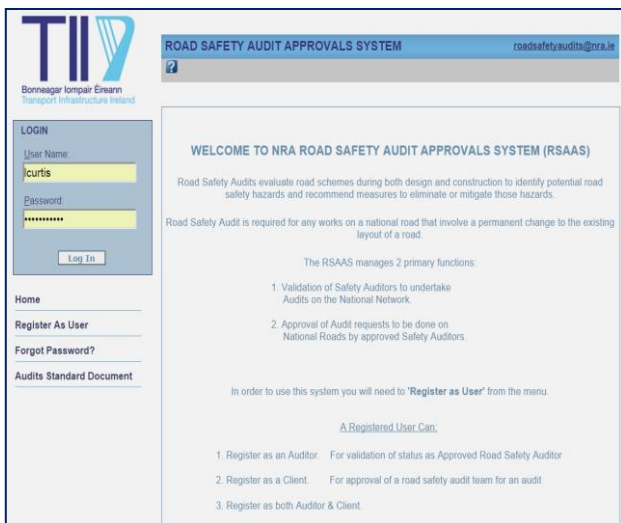 TII
Bonneagar Iompair Éireann
Transport Infrastructure Ireland
ROAD SAFETY AUDIT APPROVALS SYSTEM
roadsafetyaudits@nra.ie
?
LOGIN
User Name:
lcurtis
Password:
•••••••••••
Log In
Home
Register As User
Forgot Password?
Audits Standard Document
WELCOME TO NRA ROAD SAFETY AUDIT APPROVALS SYSTEM (RSAAS)
Road Safety Audits evaluate road schemes during both design and construction to identify potential road
safety hazards and recommend measures to eliminate or mitigate those hazards.
Road Safety Audit is required for any works on a national road that involve a permanent change to the existing
layout of a road.
The RSAAS manages 2 primary functions:
1. Validation of Safety Auditors to undertake
Audits on the National Network.
2. Approval of Audit requests to be done on
National Roads by approved Safety Auditors.
In order to use this system you will need to 'Register as User' from the menu.
A Registered User Can:
1. Register as an Auditor. For validation of status as Approved Road Safety Auditor
2. Register as a Client. For approval of a road safety audit team for an audit
3. Register as both Auditor & Client.